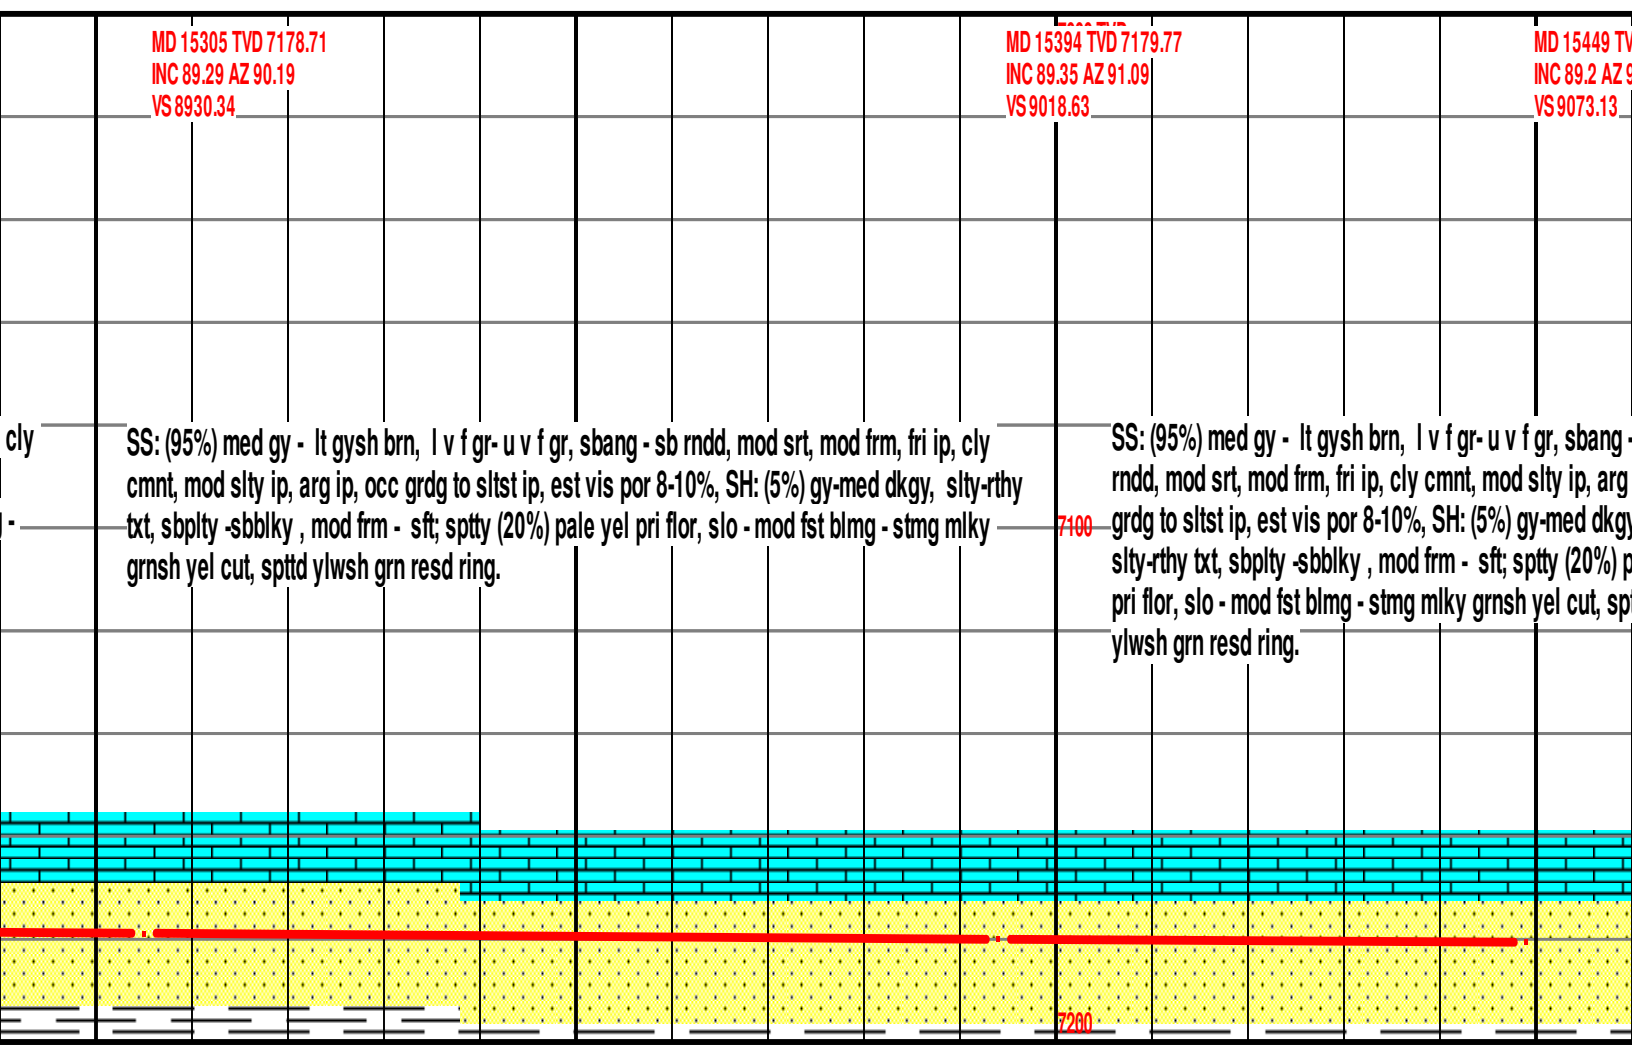 MD 15305 TVD 7178.71
INC 89.29 AZ 90.19
VS 8930.34
MD 15394 TVD 7179.77
INC 89.35 AZ 91.09
VS 9018.63
MD 15449 TV
INC 89.2 AZ 9
VS 9073.13
cly
-
SS: (95%) med gy - lt gysh brn, l v f gr- u v f gr, sbang - sb rndd, mod srt, mod frm, fri ip, cly
cmnt, mod slty ip, arg ip, occ grdg to sltst ip, est vis por 8-10%, SH: (5%) gy-med dkgy, slty-rthy
txt, sbplty -sbblky , mod frm - sft; sptty (20%) pale yel pri flor, slo - mod fst blmg - stmg mlky
grnsh yel cut, spttd ylwsh grn resd ring.
7100
SS: (95%) med gy - lt gysh brn, l v f gr- u v f gr, sbang -
rndd, mod srt, mod frm, fri ip, cly cmnt, mod slty ip, arg
grdg to sltst ip, est vis por 8-10%, SH: (5%) gy-med dkgy
slty-rthy txt, sbplty -sbblky , mod frm - sft; sptty (20%) p
pri flor, slo - mod fst blmg - stmg mlky grnsh yel cut, spt
ylwsh grn resd ring.
7200